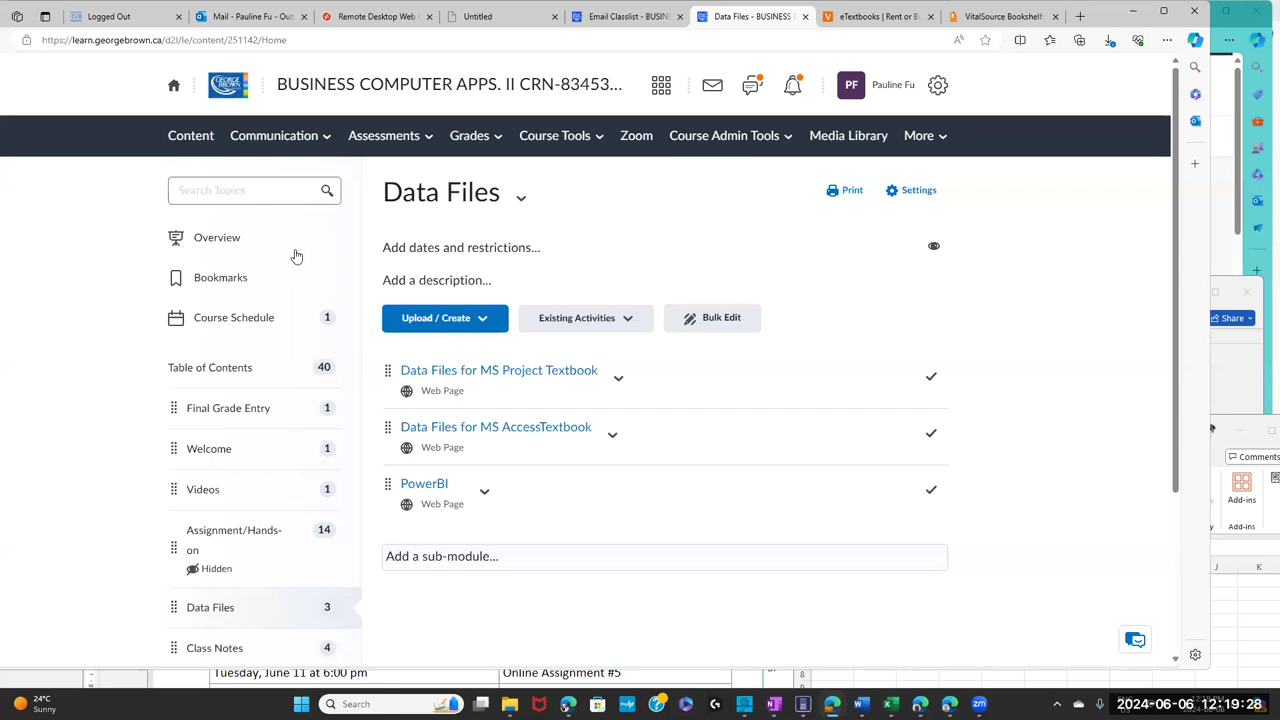 Logged Out
Mail - Pauline Fu - Out
Remote Desktop Web
Untitled
Email Classlist - BUSIN
Data Files - BUSINESS C
eTextbooks | Rent or B
VitalSource Bookshelf
https://learn.georgebrown.ca/d2l/le/content/251142/Home
GEORGE BROWN
BUSINESS COMPUTER APPS. II CRN-83453...
PF
Pauline Fu
Content
Communication
Assessments
Grades
Course Tools
Zoom
Course Admin Tools
Media Library
More
Search Topics
Overview
Bookmarks
Course Schedule
1
Table of Contents
40
Final Grade Entry
1
Welcome
1
Videos
1
Assignment/Hands-
on
14
Hidden
Data Files
3
Class Notes
4
Data Files
Print
Settings
Add dates and restrictions...
Add a description...
Upload / Create
Existing Activities
Bulk Edit
Data Files for MS Project Textbook
Web Page
Data Files for MS AccessTextbook
Web Page
PowerBI
Web Page
Add a sub-module...
Share
Comments
Add-ins
Add-ins
J
K
Tuesday, June 11 at 6:00 pm
Online Assignment #5
8
24°C
Sunny
Search
2024-06-06 12:19:28